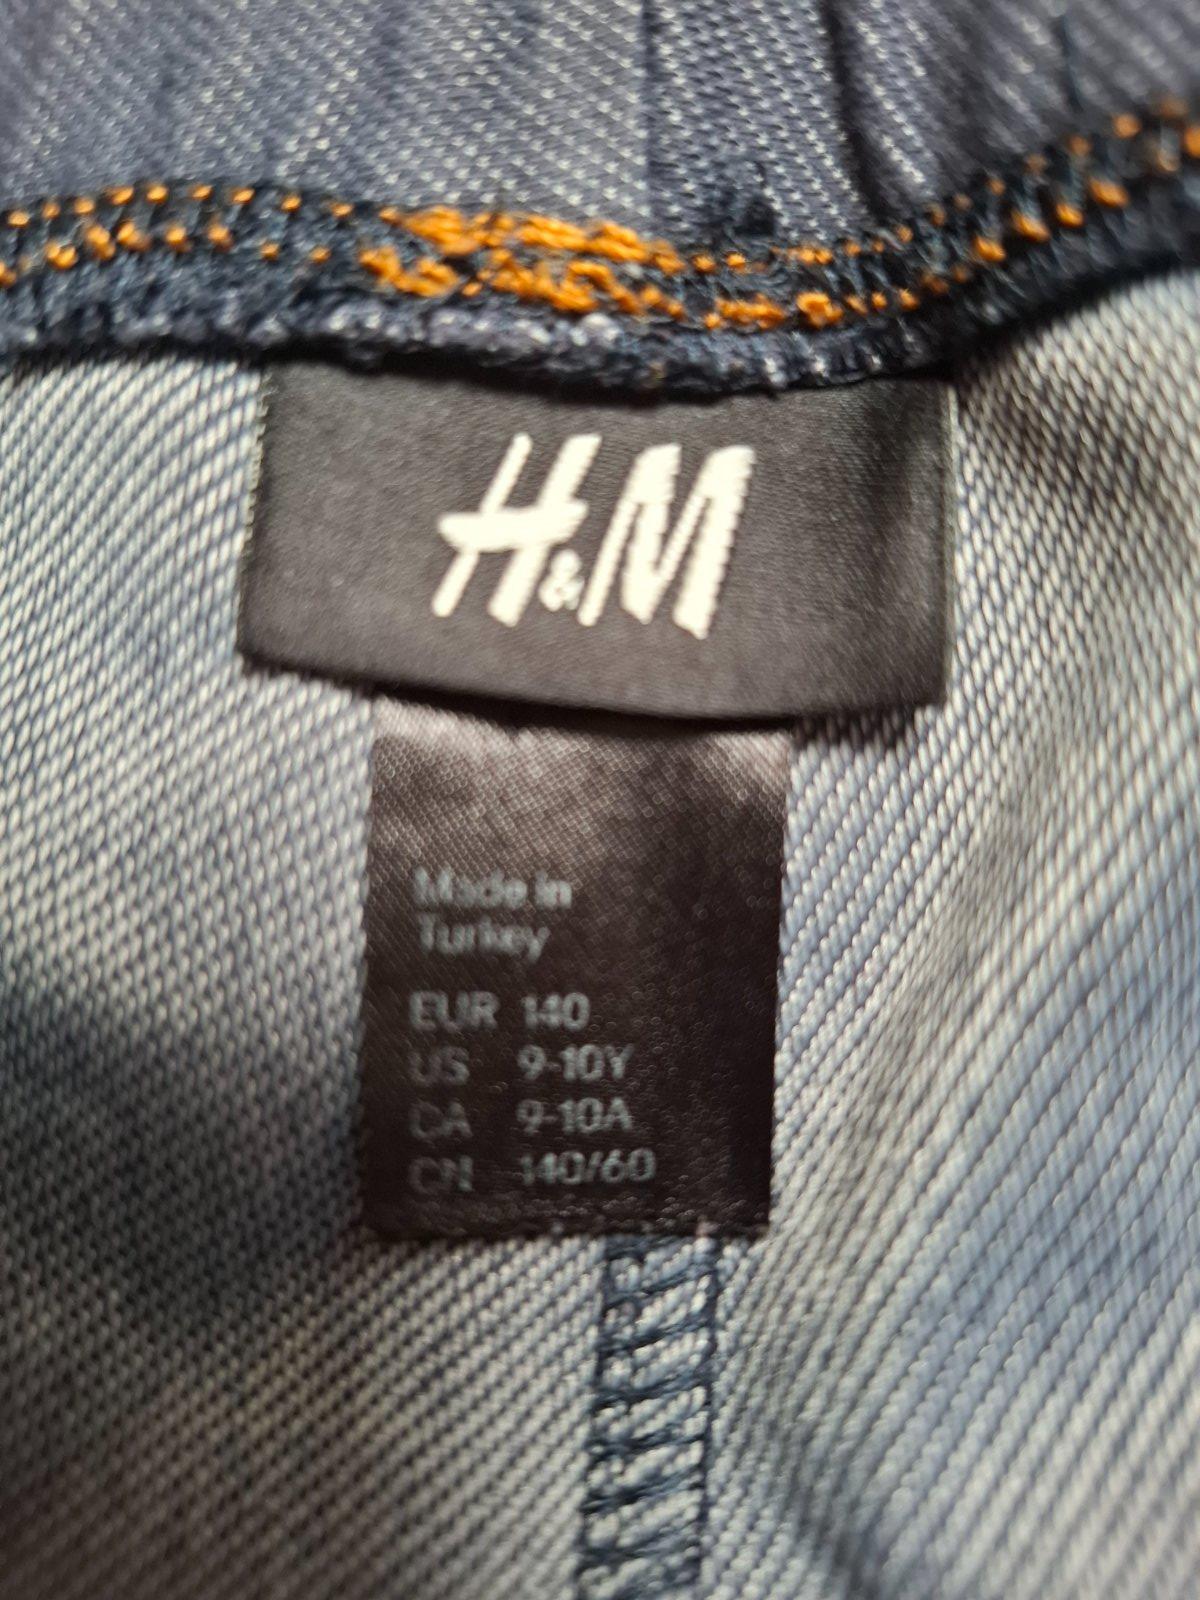 H&M
Made in
Turkey
EUR 140
US 9-10Y
CA 9-10A
CN 140/60